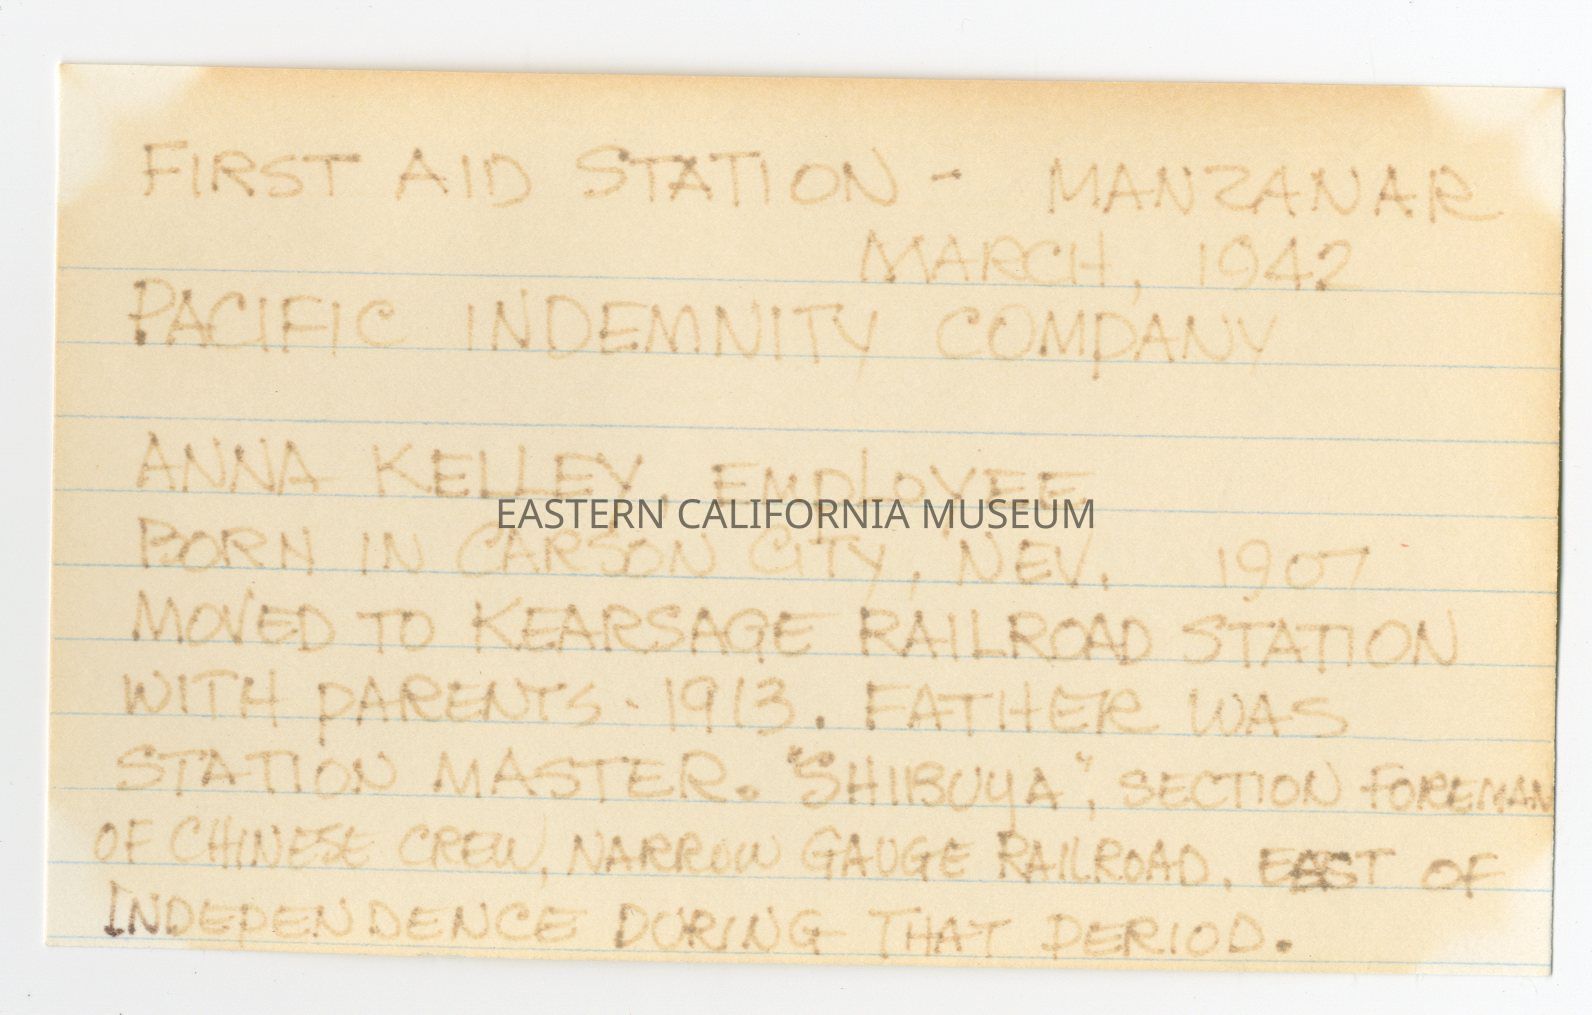 FIRST AID STATION - MANZANAR
MARCH, 1942
PACIFIC INDEMNITY COMPANY
ANNA KELLEY, EMPLOYEE
EASTERN CALIFORNIA MUSEUM
BORN IN CARSON CITY, NEV. 1907
MOVED TO KEARSAGE RAILROAD STATION
WITH PARENTS - 1913. FATHER WAS
STATION MASTER. "SHIBUYA", SECTION FOREMAN
OF CHINESE CREW, NARROW GAUGE RAILROAD, EAST OF
INDEPENDENCE DURING THAT PERIOD.